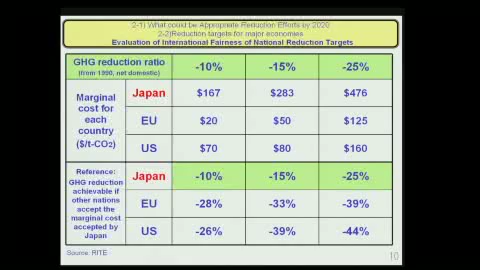 2-1) What could be Appropriate Reduction Efforts by 2020
2-2)Reduction targets for major economies
Evaluation of International Fairness of National Reduction Targets
GHG reduction ratio
(from 1990, net domestic)
-10% -15% -25%
Marginal
cost for
each
country
($/t-CO2)
Japan $167 $283 $476
EU $20 $50 $125
US $70 $80 $160
Reference:
GHG reduction
achievable if
other nations
accept the
marginal cost
accepted by
Japan
Japan -10% -15% -25%
EU -28% -33% -39%
US -26% -39% -44%
Source: RITE
10